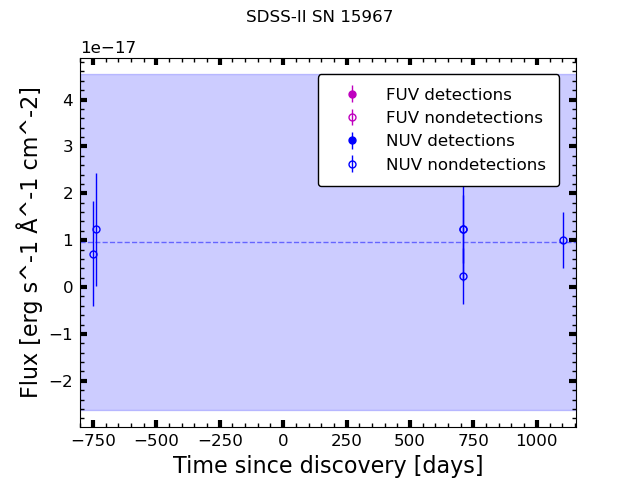 SDSS-II SN 15967
1e−17
FUV detections
FUV nondetections
NUV detections
NUV nondetections
4
3
2
1
0
−1
−2
Flux [erg s^-1 Å^-1 cm^-2]
−750 −500 −250 0 250 500 750 1000
Time since discovery [days]